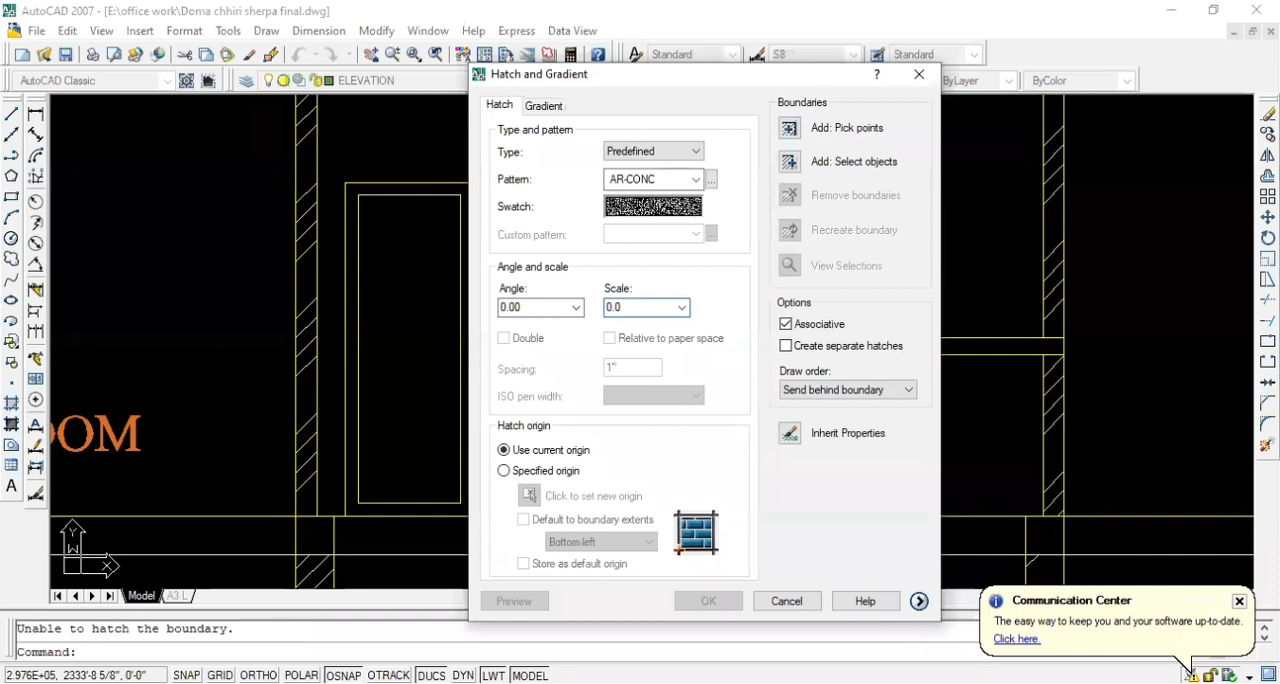 AutoCAD 2007 - [E:\office work\Doma chhiri sherpa final.dwg]
File Edit View Insert Format Tools Draw Dimension Modify Window Help Express Data View
Standard S8 Standard
AutoCAD Classic ELEVATION ByLayer ByColor
Hatch and Gradient ?
Hatch Gradient
Type and pattern
Type: Predefined
Pattern: AR-CONC ...
Swatch:
Custom pattern: ...
Angle and scale
Angle: Scale:
0.00 0.0
Double Relative to paper space
Spacing: 1"
ISO pen width:
Hatch origin
Use current origin
Specified origin
Click to set new origin
Default to boundary extents
Bottom left
Store as default origin
Boundaries
Add: Pick points
Add: Select objects
Remove boundaries
Recreate boundary
View Selections
Options
Associative
Create separate hatches
Draw order:
Send behind boundary
Inherit Properties
Preview OK Cancel Help
OOM
Y
W
X
Model A3 L
Communication Center
The easy way to keep you and your software up-to-date.
Click here.
Unable to hatch the boundary.
Command:
2.976E+05, 2333'-8 5/8", 0'-0" SNAP GRID ORTHO POLAR OSNAP OTRACK DUCS DYN LWT MODEL